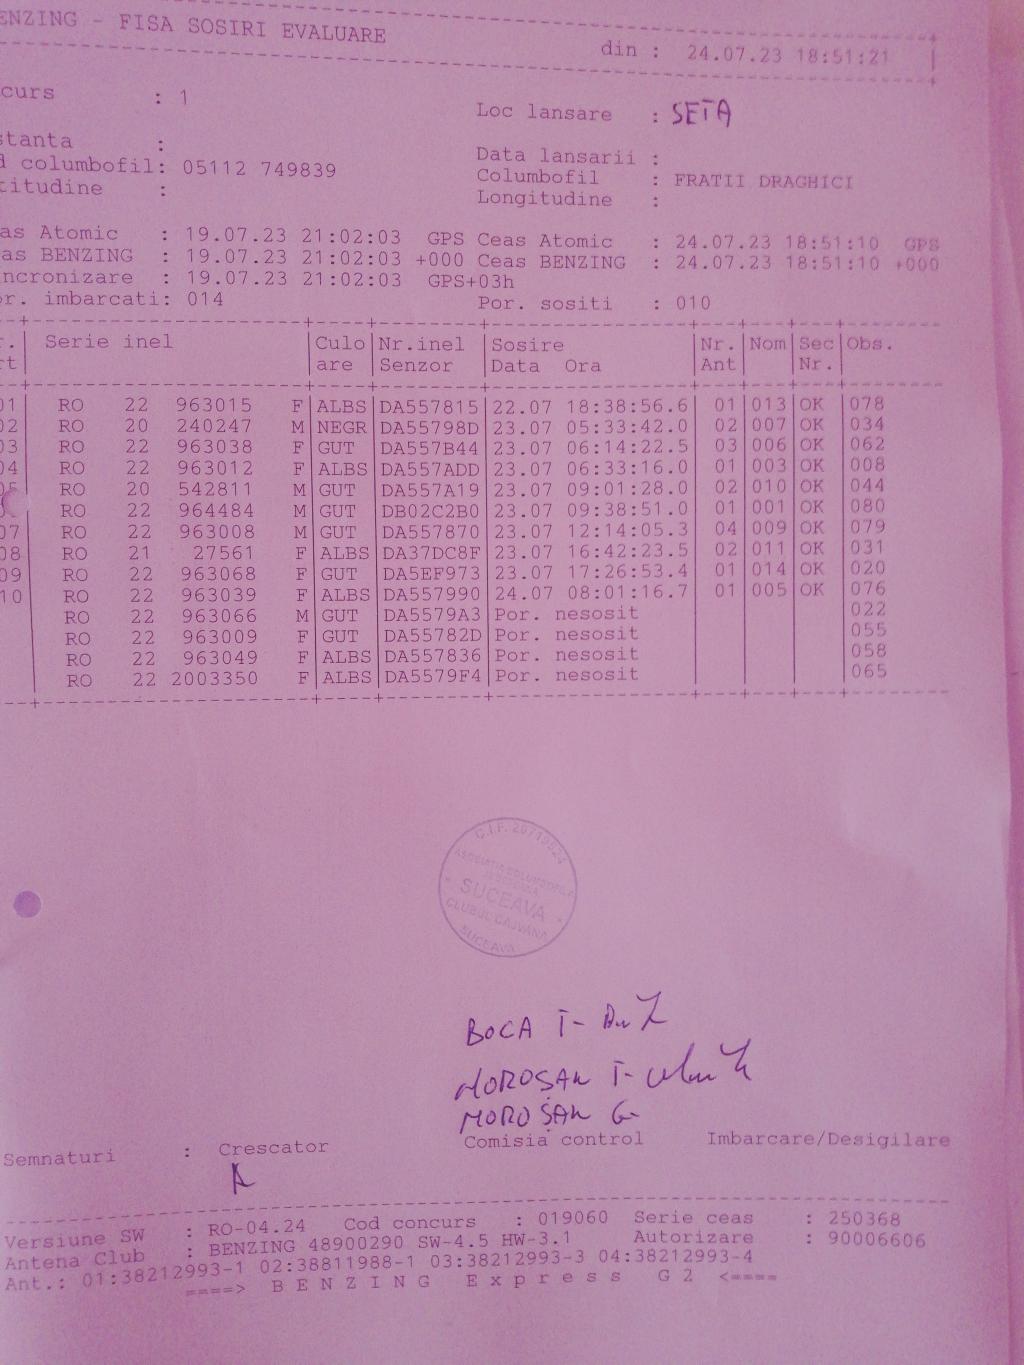 ENZING - FISA SOSIRI EVALUARE
din : 24.07.23 18:51:21
curs : 1
Loc lansare : SETA
stanta :
Data lansarii :
d columbofil: 05112 749839
Columbofil : FRATII DRAGHICI
titudine :
Longitudine :
as Atomic : 19.07.23 21:02:03 GPS Ceas Atomic : 24.07.23 18:51:10 GPS
as BENZING : 19.07.23 21:02:03 +000 Ceas BENZING : 24.07.23 18:51:10 +000
ncronizare : 19.07.23 21:02:03 GPS+03h
or. imbarcati: 014 Por. sositi : 010
r. Serie inel Culo Nr.inel Sosire Nr. Nom Sec Obs.
rt are Senzor Data Ora Ant Nr.
01 RO 22 963015 F ALBS DA557815 22.07 18:38:56.6 01 013 OK 078
02 RO 20 240247 M NEGR DA55798D 23.07 05:33:42.0 02 007 OK 034
03 RO 22 963038 F GUT DA557B44 23.07 06:14:22.5 03 006 OK 062
04 RO 22 963012 F ALBS DA557ADD 23.07 06:33:16.0 01 003 OK 008
05 RO 20 542811 M GUT DA557A19 23.07 09:01:28.0 02 010 OK 044
RO 22 964484 M GUT DB02C2B0 23.07 09:38:51.0 01 001 OK 080
07 RO 22 963008 M GUT DA557870 23.07 12:14:05.3 04 009 OK 079
08 RO 21 27561 F ALBS DA37DC8F 23.07 16:42:23.5 02 011 OK 031
09 RO 22 963068 F GUT DA5EF973 23.07 17:26:53.4 01 014 OK 020
10 RO 22 963039 F ALBS DA557990 24.07 08:01:16.7 01 005 OK 076
RO 22 963066 M GUT DA5579A3 Por. nesosit 022
RO 22 963009 F GUT DA55782D Por. nesosit 055
RO 22 963049 F ALBS DA557836 Por. nesosit 058
RO 22 2003350 F ALBS DA5579F4 Por. nesosit 065
SUCEAVA
CLUBUL CAJVANA
SUCEAVA
BOCA I-
MOROȘAN I-
MOROȘAN G
Comisia control Imbarcare/Desigilare
Semnaturi : Crescator
Versiune SW : RO-04.24 Cod concurs : 019060 Serie ceas : 250368
Antena Club : BENZING 48900290 SW-4.5 HW-3.1 Autorizare : 90006606
Ant.: 01:38212993-1 02:38811988-1 03:38212993-3 04:38212993-4
====> B E N Z I N G E x p r e s s G 2 <====